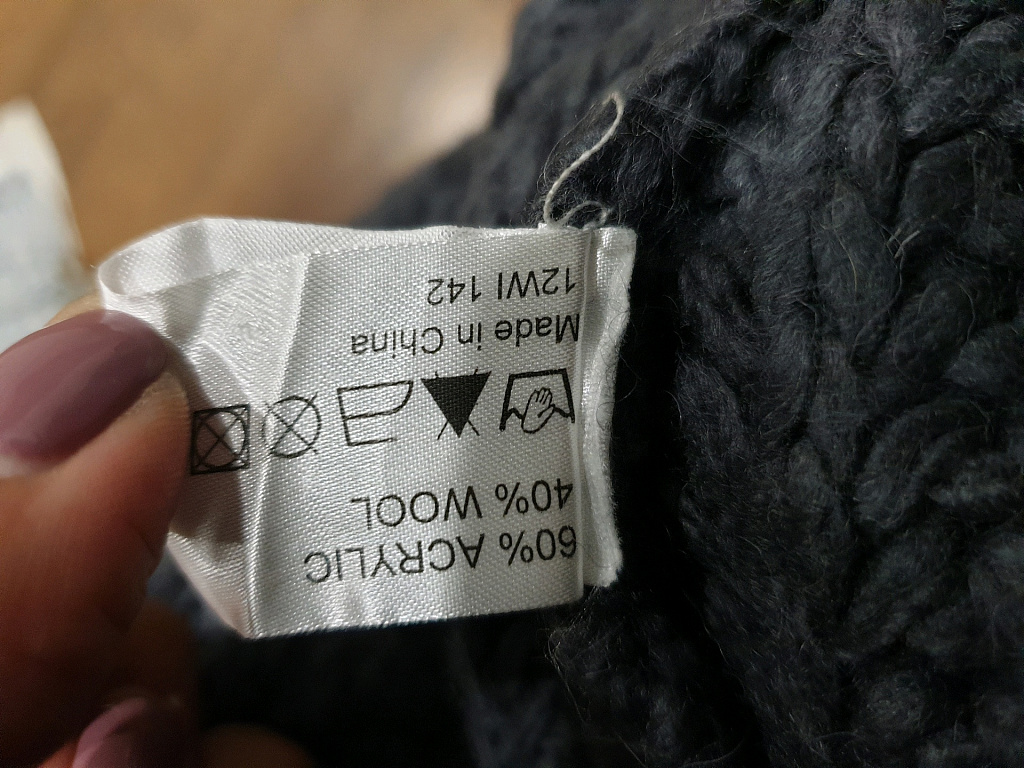 60% ACRYLIC
40% WOOL
Made in China
12WI 142